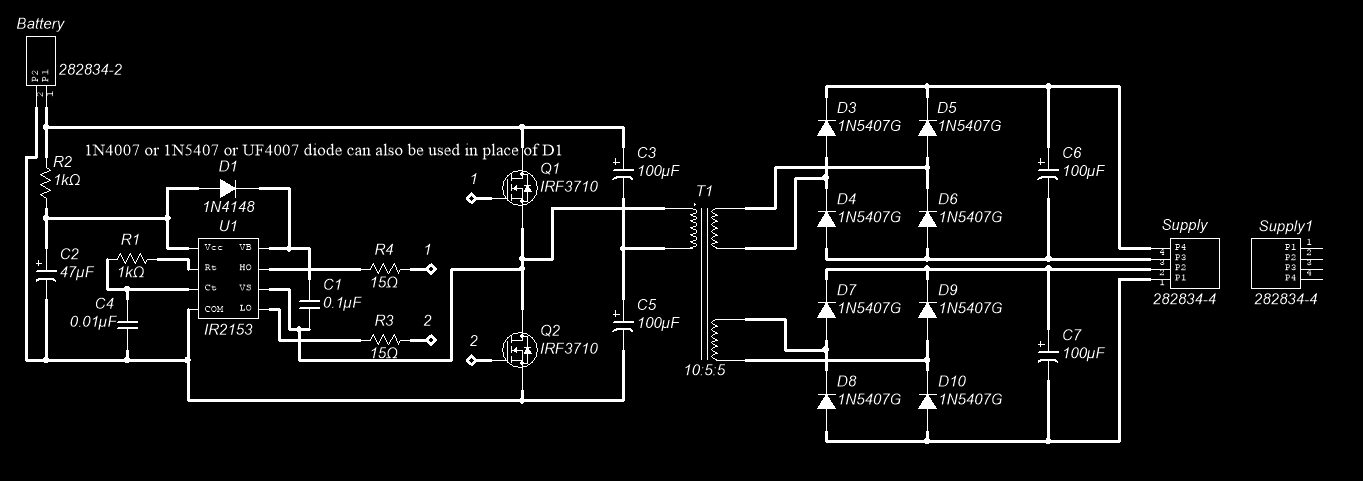 Battery
P2 P1
2 1
282834-2
1N4007 or 1N5407 or UF4007 diode can also be used in place of D1
R2
1kΩ
D1
1N4148
U1
C2
47µF
R1
1kΩ
C4
0.01µF
Vcc VB
Rt HO
Ct VS
COM LO
IR2153
C1
0.1µF
R4
15Ω
1
R3
15Ω
2
1
Q1
IRF3710
2
Q2
IRF3710
C3
100µF
C5
100µF
T1
10:5:5
D3
1N5407G
D5
1N5407G
D4
1N5407G
D6
1N5407G
D7
1N5407G
D9
1N5407G
D8
1N5407G
D10
1N5407G
C6
100µF
C7
100µF
Supply
4 P4
3 P3
2 P2
1 P1
282834-4
Supply1
P1 1
P2 2
P3 3
P4 4
282834-4